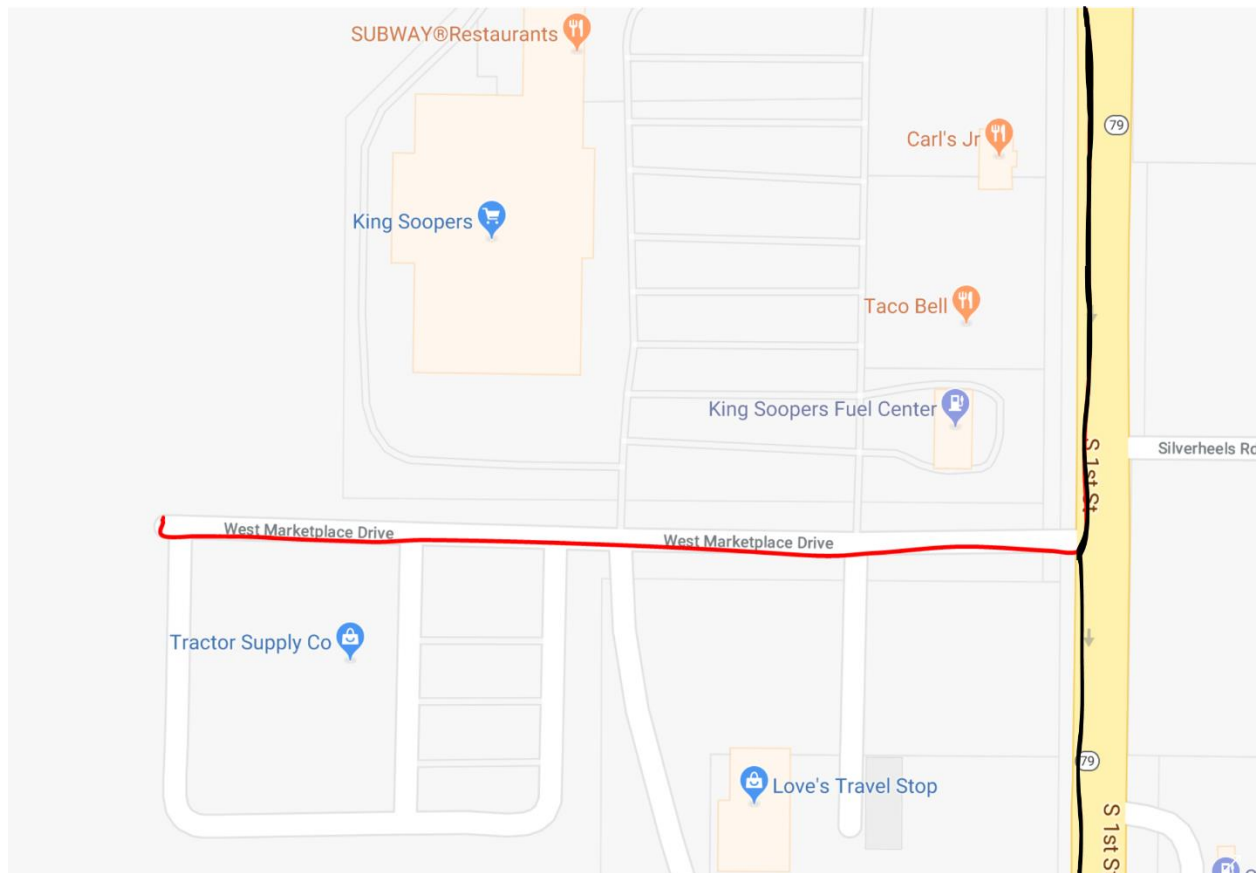 SUBWAY®Restaurants
79
Carl's Jr
King Soopers
Taco Bell
King Soopers Fuel Center
S 1st St
Silverheels Rd
West Marketplace Drive
West Marketplace Drive
Tractor Supply Co
79
Love's Travel Stop
S 1st S